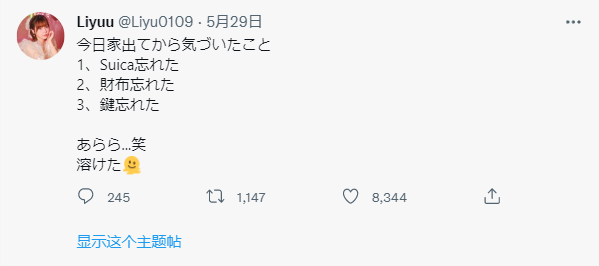 Liyuu @Liyu0109 · 5月29日
今日家出てから気づいたこと
1、Suica忘れた
2、財布忘れた
3、鍵忘れた
あらら...笑
溶けた🫠
245 1,147 8,344
显示这个主题帖